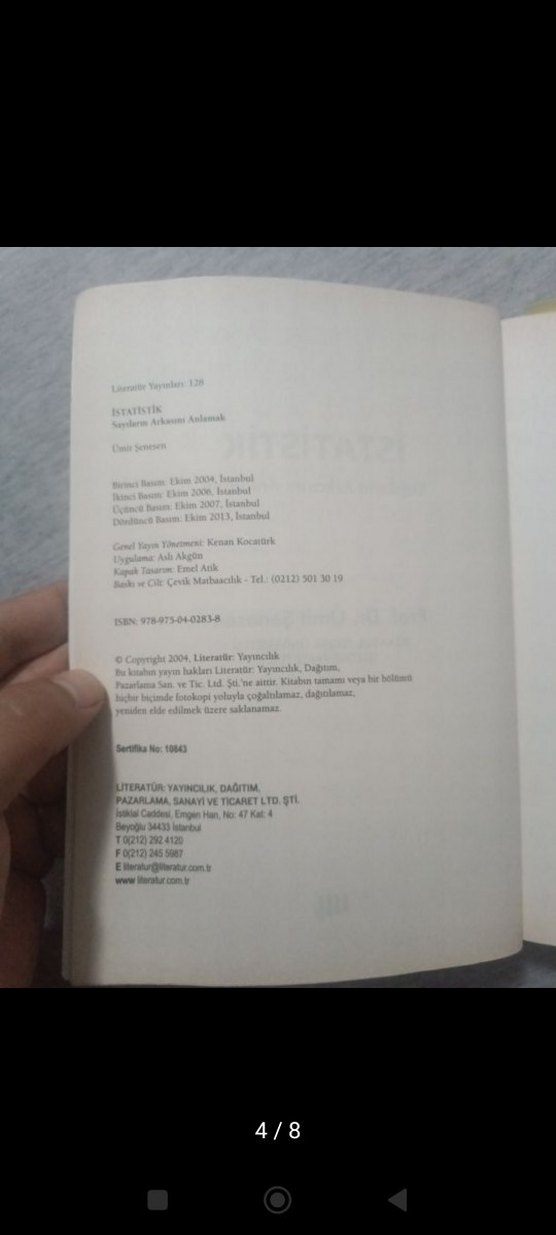 Literatür Yayınları: 128
İSTATİSTİK
Sayıların Arkasını Anlamak
Ümit Şenesen
Birinci Basım: Ekim 2004, İstanbul
İkinci Basım: Ekim 2006, İstanbul
Üçüncü Basım: Ekim 2007, İstanbul
Dördüncü Basım: Ekim 2013, İstanbul
Genel Yayın Yönetmeni: Kenan Kocatürk
Uygulama: Aslı Akgün
Kapak Tasarım: Emel Atik
Baskı ve Cilt: Çevik Matbaacılık - Tel.: (0212) 501 30 19
ISBN: 978-975-04-0283-8
© Copyright 2004, Literatür: Yayıncılık
Bu kitabın yayın hakları Literatür: Yayıncılık, Dağıtım,
Pazarlama San. ve Tic. Ltd. Şti.'ne aittir. Kitabın tamamı veya bir bölümü
hiçbir biçimde fotokopi yoluyla çoğaltılamaz, dağıtılamaz,
yeniden elde edilmek üzere saklanamaz.
Sertifika No: 10843
LİTERATÜR: YAYINCILIK, DAĞITIM,
PAZARLAMA, SANAYİ VE TİCARET LTD. ŞTİ.
İstiklal Caddesi, Emgen Han, No: 47 Kat: 4
Beyoğlu 34433 İstanbul
T 0(212) 292 4120
F 0(212) 245 5987
E literatur@literatur.com.tr
www literatur.com.tr
4 / 8